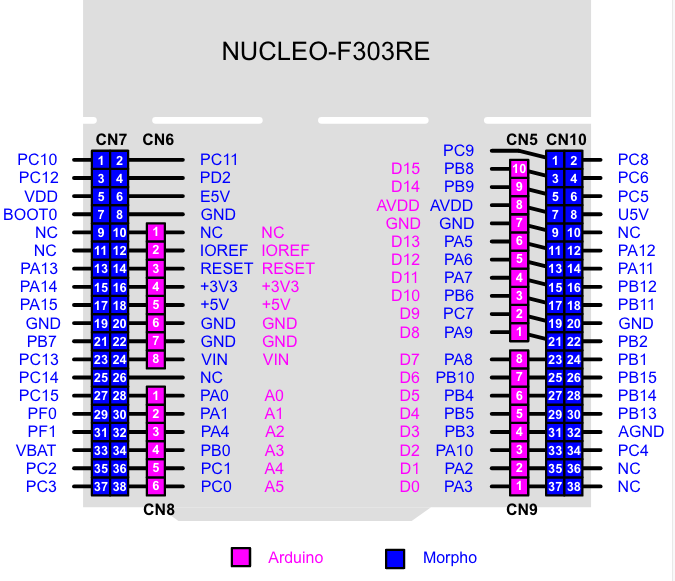 NUCLEO-F303RE
CN7 CN6 CN5 CN10
PC9
PC10 1 2 PC11 D15 PB8 10 1 2 PC8
PC12 3 4 PD2 D14 PB9 9 3 4 PC6
VDD 5 6 E5V AVDD AVDD 8 5 6 PC5
BOOT0 7 8 GND GND GND 7 7 8 U5V
NC 9 10 1 NC NC D13 PA5 6 9 10 NC
NC 11 12 2 IOREF IOREF D12 PA6 5 11 12 PA12
PA13 13 14 3 RESET RESET D11 PA7 4 13 14 PA11
PA14 15 16 4 +3V3 +3V3 D10 PB6 3 15 16 PB12
PA15 17 18 5 +5V +5V D9 PC7 2 17 18 PB11
GND 19 20 6 GND GND D8 PA9 1 19 20 GND
PB7 21 22 7 GND GND 21 22 PB2
PC13 23 24 8 VIN VIN D7 PA8 8 23 24 PB1
PC14 25 26 NC D6 PB10 7 25 26 PB15
PC15 27 28 1 PA0 A0 D5 PB4 6 27 28 PB14
PF0 29 30 2 PA1 A1 D4 PB5 5 29 30 PB13
PF1 31 32 3 PA4 A2 D3 PB3 4 31 32 AGND
VBAT 33 34 4 PB0 A3 D2 PA10 3 33 34 PC4
PC2 35 36 5 PC1 A4 D1 PA2 2 35 36 NC
PC3 37 38 6 PC0 A5 D0 PA3 1 37 38 NC
CN8 CN9
Arduino Morpho